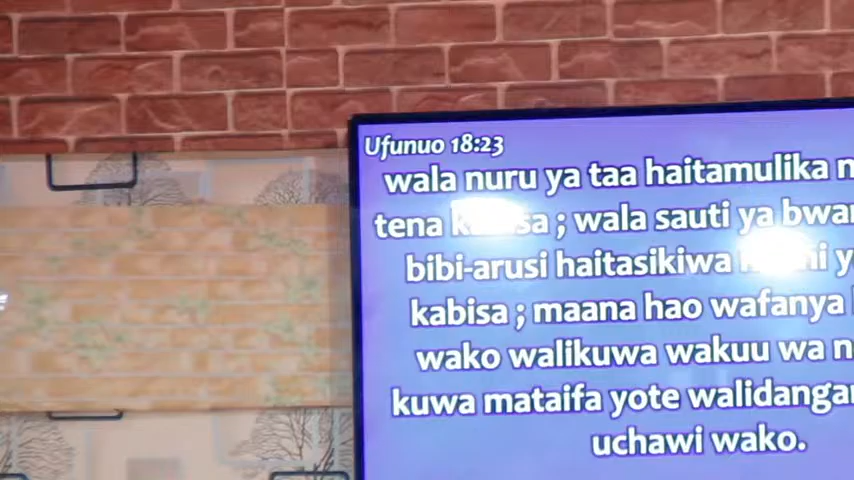 Ufunuo 18:23
wala nuru ya taa haitamulika
tena ; wala sauti ya
bibi-arusi haitasikiwa
kabisa ; maana hao wafanya
wako walikuwa wakuu wa
kuwa mataifa yote
uchawi wako.